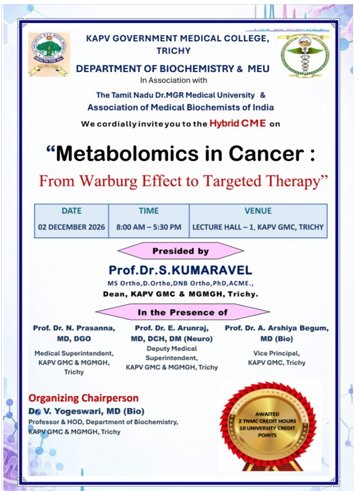 KAPV GOVERNMENT MEDICAL COLLEGE,
TRICHY
DEPARTMENT OF BIOCHEMISTRY & MEU
In Association with
The Tamil Nadu Dr.MGR Medical University &
Association of Medical Biochemists of India
We cordially invite you to the Hybrid CME on
“Metabolomics in Cancer :
From Warburg Effect to Targeted Therapy”
DATE TIME VENUE
02 DECEMBER 2026 8:00 AM – 5:30 PM LECTURE HALL – 1, KAPV GMC, TRICHY
Presided by
Prof.Dr.S.KUMARAVEL
MS Ortho,D.Ortho,DNB Ortho,PhD,ACME.,
Dean, KAPV GMC & MGMGH, Trichy.
In the Presence of
Prof. Dr. N. Prasanna,
MD, DGO
Medical Superintendent,
KAPV GMC & MGMGH,
Trichy
Prof. Dr. E. Arunraj,
MD, DCH, DM (Neuro)
Deputy Medical
Superintendent,
KAPV GMC & MGMGH, Trichy
Prof. Dr. A. Arshiya Begum,
MD (Bio)
Vice Principal,
KAPV GMC, Trichy
Organizing Chairperson
Dr. V. Yogeswari, MD (Bio)
Professor & HOD, Department of Biochemistry,
KAPV GMC & MGMGH, Trichy
AWAITED
2 TNMC CREDIT HOURS
10 UNIVERSITY CREDIT
POINTS